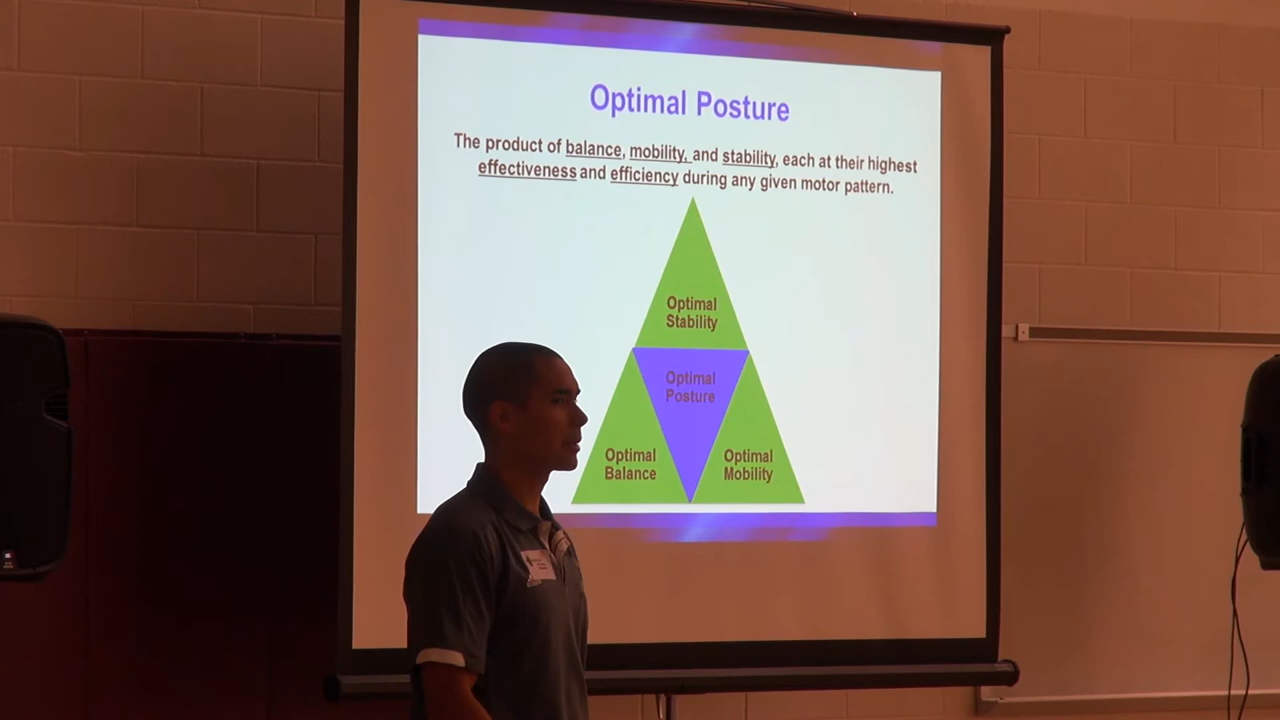 Optimal Posture
The product of balance, mobility, and stability, each at their highest
effectiveness and efficiency during any given motor pattern.
Optimal
Stability
Optimal
Posture
Optimal
Balance
Optimal
Mobility